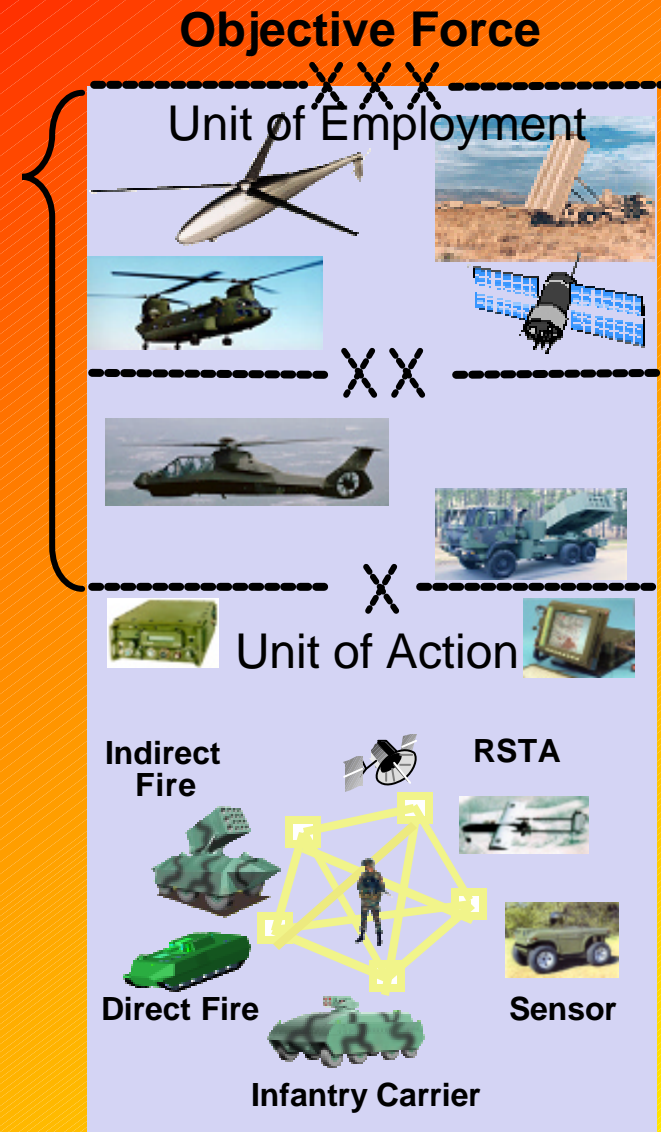 Objective Force
XXX
Unit of Employment
XX
X
Unit of Action
Indirect
Fire
RSTA
Direct Fire
Sensor
Infantry Carrier